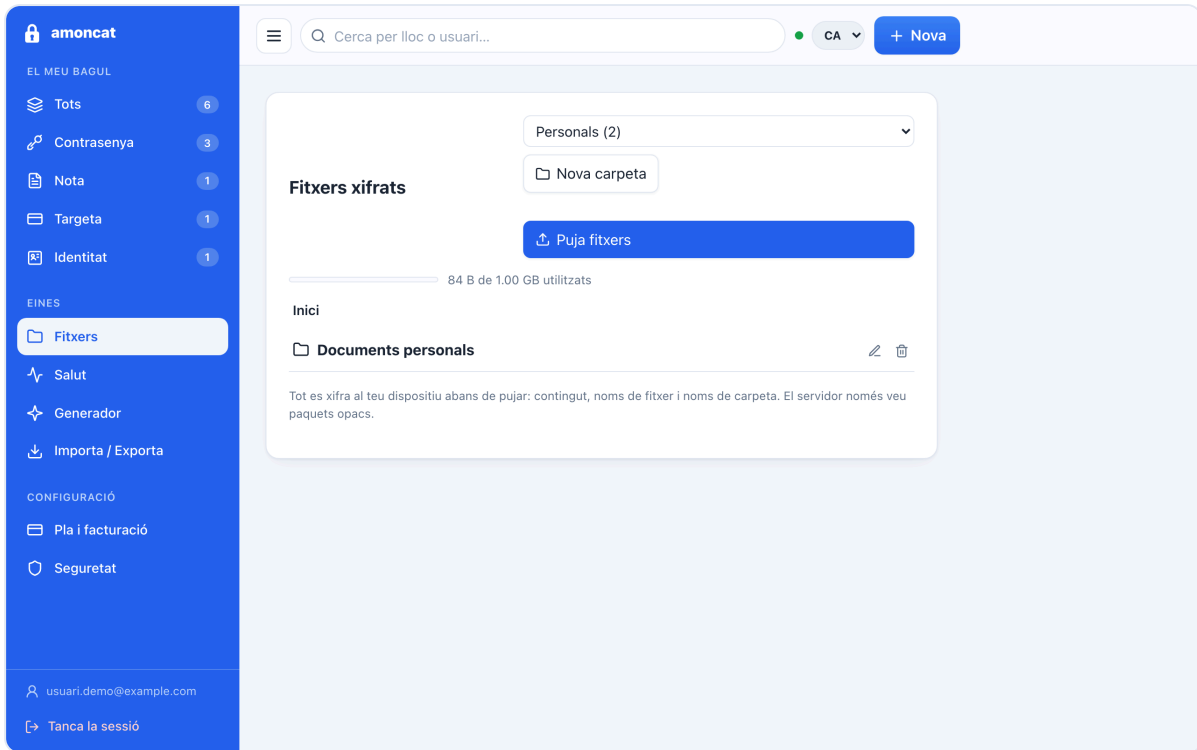 amoncat
EL MEU BAGUL
Tots 6
Contrasenya 3
Nota 1
Targeta 1
Identitat 1
EINES
Fitxers
Salut
Generador
Importa / Exporta
CONFIGURACIÓ
Pla i facturació
Seguretat
usuari.demo@example.com
Tanca la sessió
Cerca per lloc o usuari...
CA
+ Nova
Personals (2)
Nova carpeta
Fitxers xifrats
Puja fitxers
84 B de 1.00 GB utilitzats
Inici
Documents personals
Tot es xifra al teu dispositiu abans de pujar: contingut, noms de fitxer i noms de carpeta. El servidor només veu
paquets opacs.